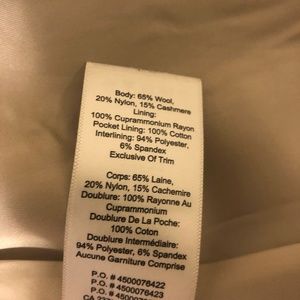 Body: 65% Wool,
20% Nylon, 15% Cashmere
Lining:
100% Cuprammonium Rayon
Pocket Lining: 100% Cotton
Interlining: 94% Polyester,
6% Spandex
Exclusive Of Trim
Corps: 65% Laine,
20% Nylon, 15% Cachemire
Doublure: 100% Rayonne Au
Cuprammonium
Doublure De La Poche:
100% Coton
Doublure Intermédiaire:
94% Polyester, 6% Spandex
Aucune Garniture Comprise
P.O. # 4500076422
P.O. # 4500076423
P.O. # 4500076
CA